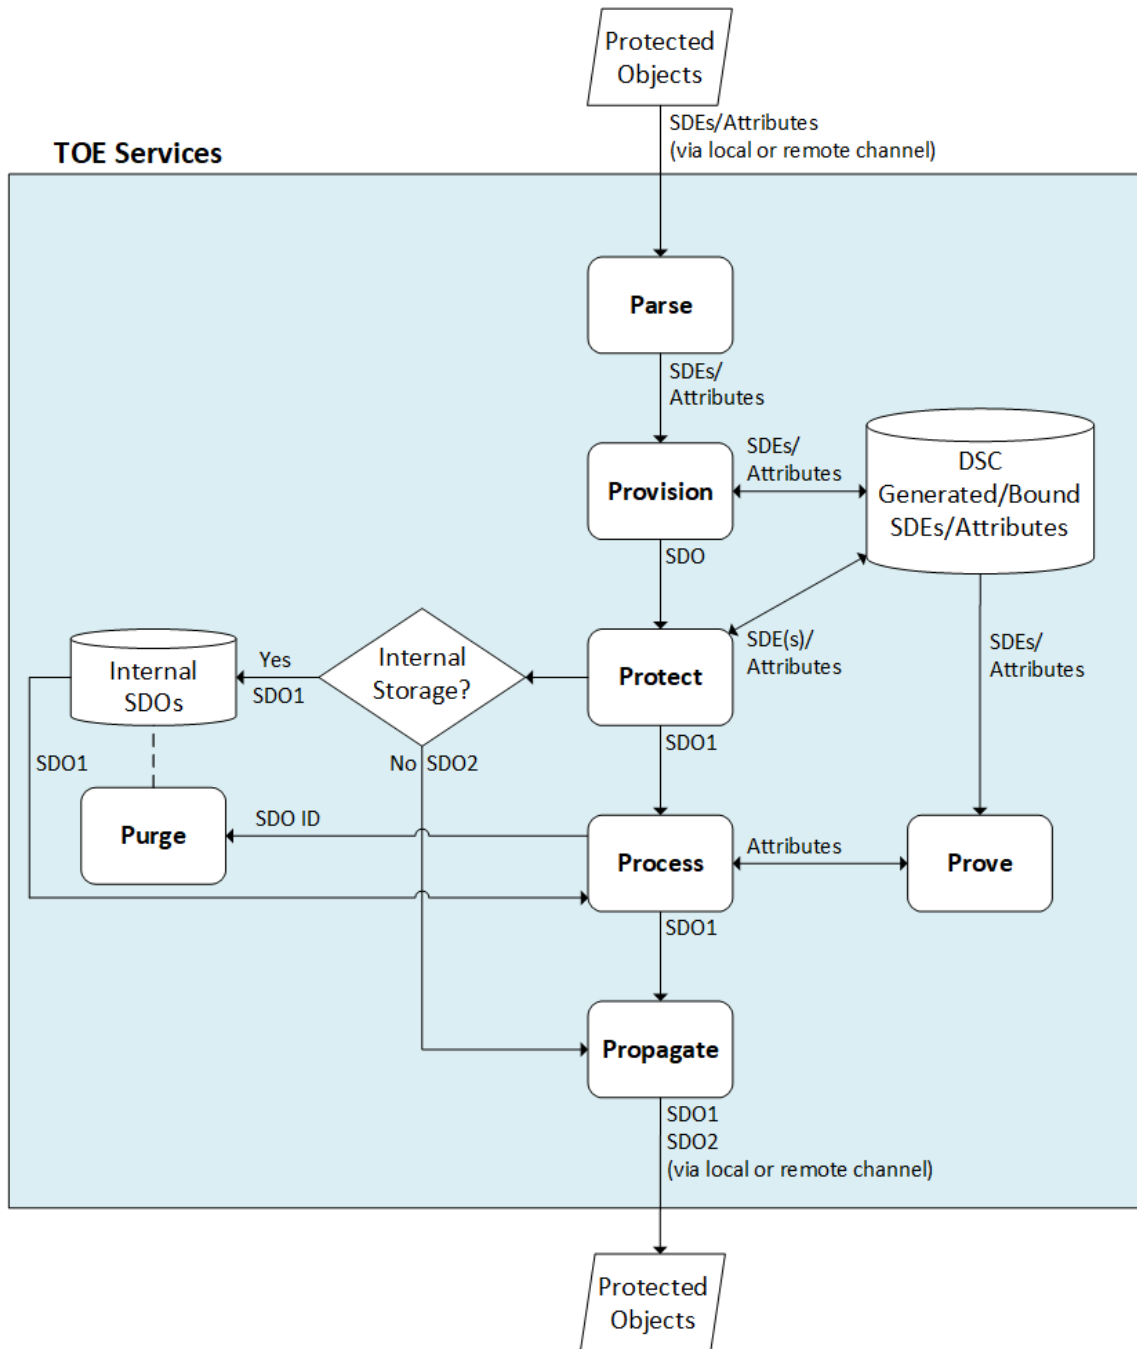 Protected
Objects
SDEs/Attributes
(via local or remote channel)
TOE Services
Parse
SDEs/
Attributes
Provision
SDEs/
Attributes
DSC
Generated/Bound
SDEs/Attributes
SDO
Protect
SDE(s)/
Attributes
SDEs/
Attributes
Internal
Storage?
Yes
SDO1
Internal
SDOs
SDO1
No
SDO2
SDO1
Purge
SDO ID
Process
Attributes
Prove
SDO1
Propagate
SDO1
SDO2
(via local or remote channel)
Protected
Objects